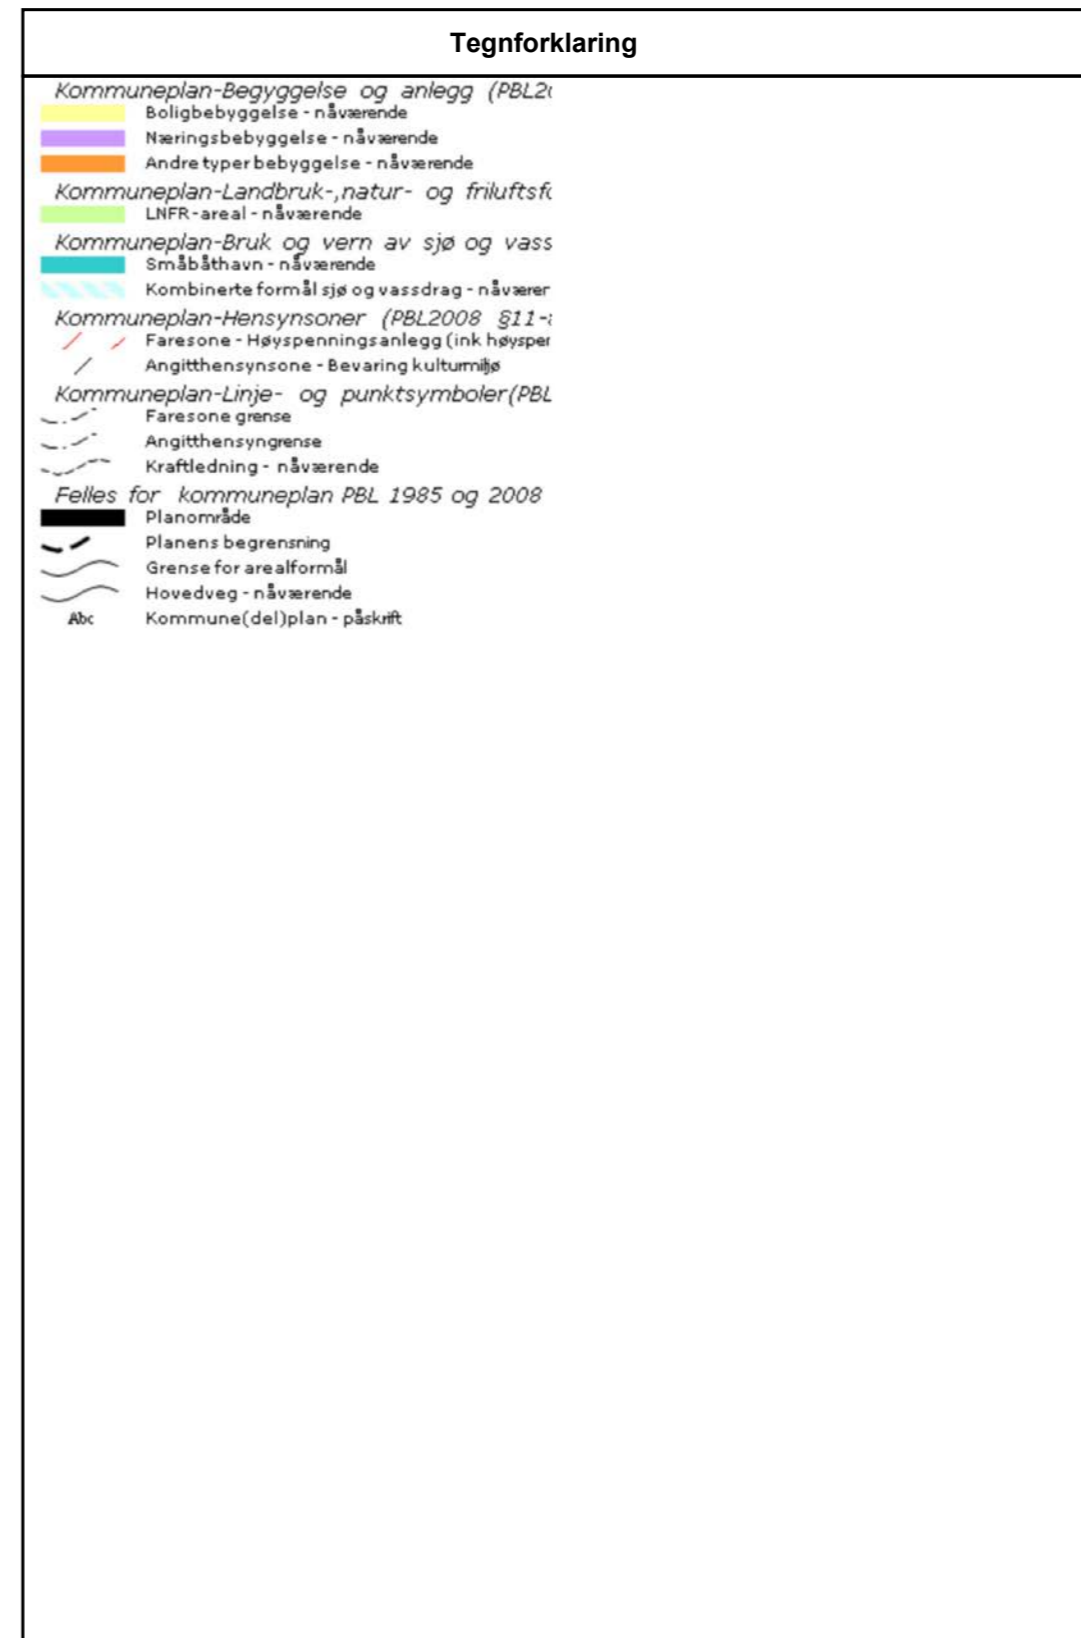 Tegnforklaring
Kommuneplan-Begyggelse og anlegg (PBL2
Boligbebyggelse - nåværende
Næringsbebyggelse - nåværende
Andre typer bebyggelse - nåværende
Kommuneplan-Landbruk-,natur- og friluftsf
LNFR-areal - nåværende
Kommuneplan-Bruk og vern av sjø og vass
Småbåthavn - nåværende
Kombinerte formål sjø og vassdrag - nåværer
Kommuneplan-Hensynsoner (PBL2008 §11-
Faresone - Høyspenningsanlegg (ink høysper
Angitthensynsone - Bevaring kulturmiljø
Kommuneplan-Linje- og punktsymboler(PBL
Faresone grense
Angitthensyngrense
Kraftledning - nåværende
Felles for kommuneplan PBL 1985 og 2008
Planområde
Planens begrensning
Grense for arealformål
Hovedveg - nåværende
Abc Kommune(del)plan - påskrift